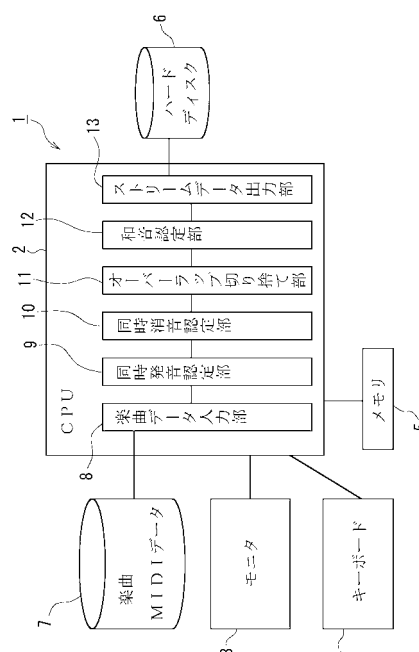 キーボード
3
モニタ
7
楽曲
MIDIデータ
5
メモリ
CPU
2
1
8
楽曲データ入力部
9
同時発音認定部
10
同時消音認定部
11
オーバーラップ切り捨て部
12
和音認定部
13
ストリームデータ出力部
6
ハード
ディスク